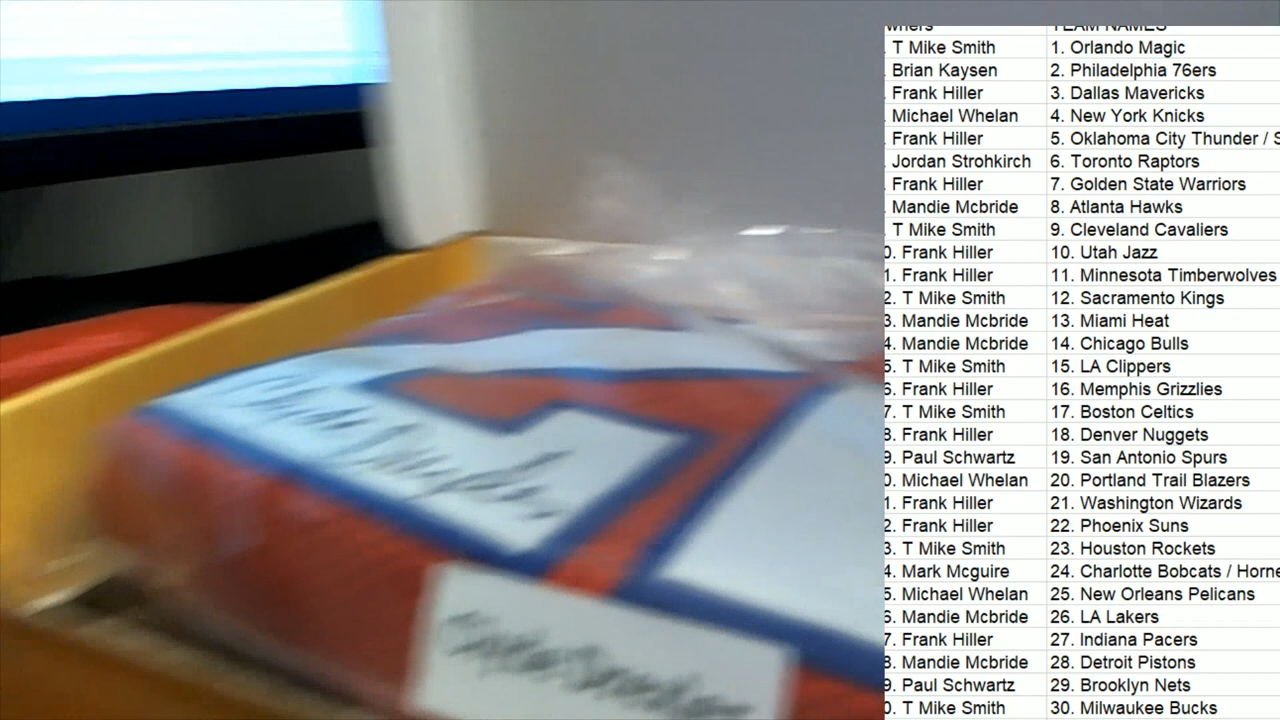 T Mike Smith 1. Orlando Magic
Brian Kaysen 2. Philadelphia 76ers
Frank Hiller 3. Dallas Mavericks
Michael Whelan 4. New York Knicks
Frank Hiller 5. Oklahoma City Thunder / S
Jordan Strohkirch 6. Toronto Raptors
Frank Hiller 7. Golden State Warriors
Mandie Mcbride 8. Atlanta Hawks
T Mike Smith 9. Cleveland Cavaliers
0. Frank Hiller 10. Utah Jazz
1. Frank Hiller 11. Minnesota Timberwolves
2. T Mike Smith 12. Sacramento Kings
3. Mandie Mcbride 13. Miami Heat
4. Mandie Mcbride 14. Chicago Bulls
5. T Mike Smith 15. LA Clippers
6. Frank Hiller 16. Memphis Grizzlies
7. T Mike Smith 17. Boston Celtics
8. Frank Hiller 18. Denver Nuggets
9. Paul Schwartz 19. San Antonio Spurs
0. Michael Whelan 20. Portland Trail Blazers
1. Frank Hiller 21. Washington Wizards
2. Frank Hiller 22. Phoenix Suns
3. T Mike Smith 23. Houston Rockets
4. Mark Mcguire 24. Charlotte Bobcats / Horne
5. Michael Whelan 25. New Orleans Pelicans
6. Mandie Mcbride 26. LA Lakers
7. Frank Hiller 27. Indiana Pacers
8. Mandie Mcbride 28. Detroit Pistons
9. Paul Schwartz 29. Brooklyn Nets
0. T Mike Smith 30. Milwaukee Bucks